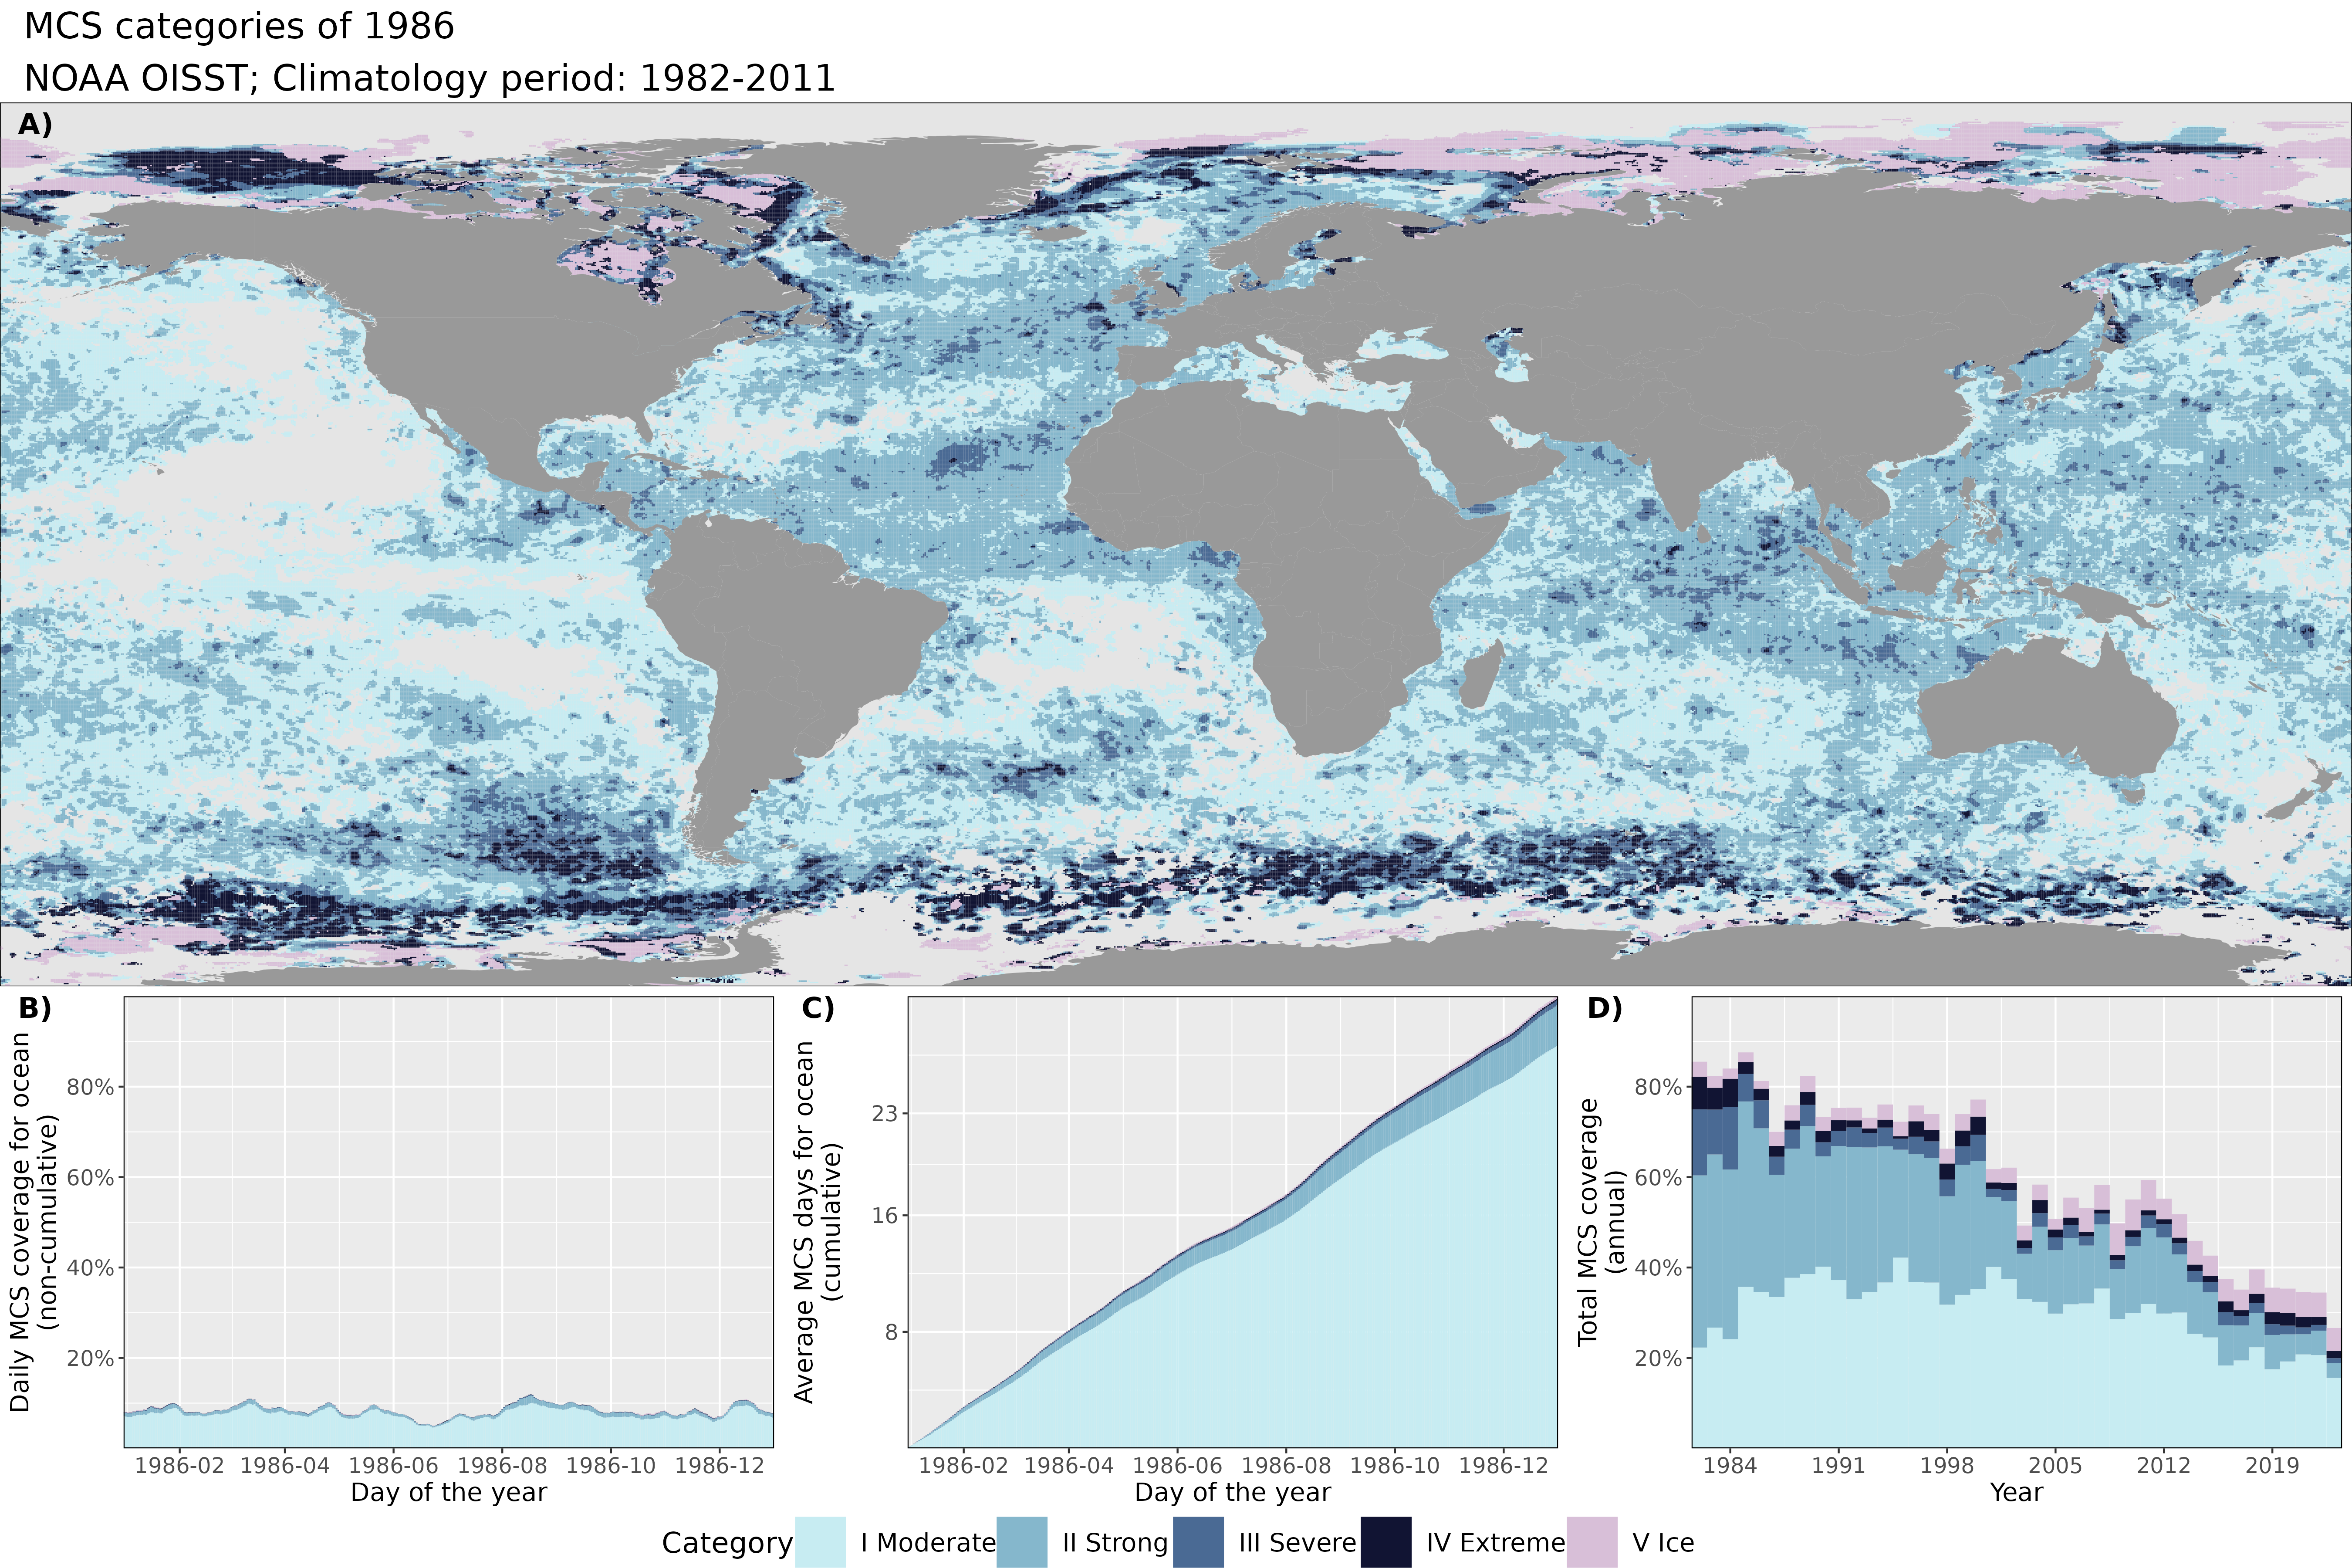 MCS categories of 1986
NOAA OISST; Climatology period: 1982-2011
A)
B)
Daily MCS coverage for ocean
(non-cumulative)
80%
60%
40%
20%
1986-02 1986-04 1986-06 1986-08 1986-10 1986-12
Day of the year
C)
Average MCS days for ocean
(cumulative)
23
16
8
1986-02 1986-04 1986-06 1986-08 1986-10 1986-12
Day of the year
D)
Total MCS coverage
(annual)
80%
60%
40%
20%
1984 1991 1998 2005 2012 2019
Year
Category I Moderate II Strong III Severe IV Extreme V Ice